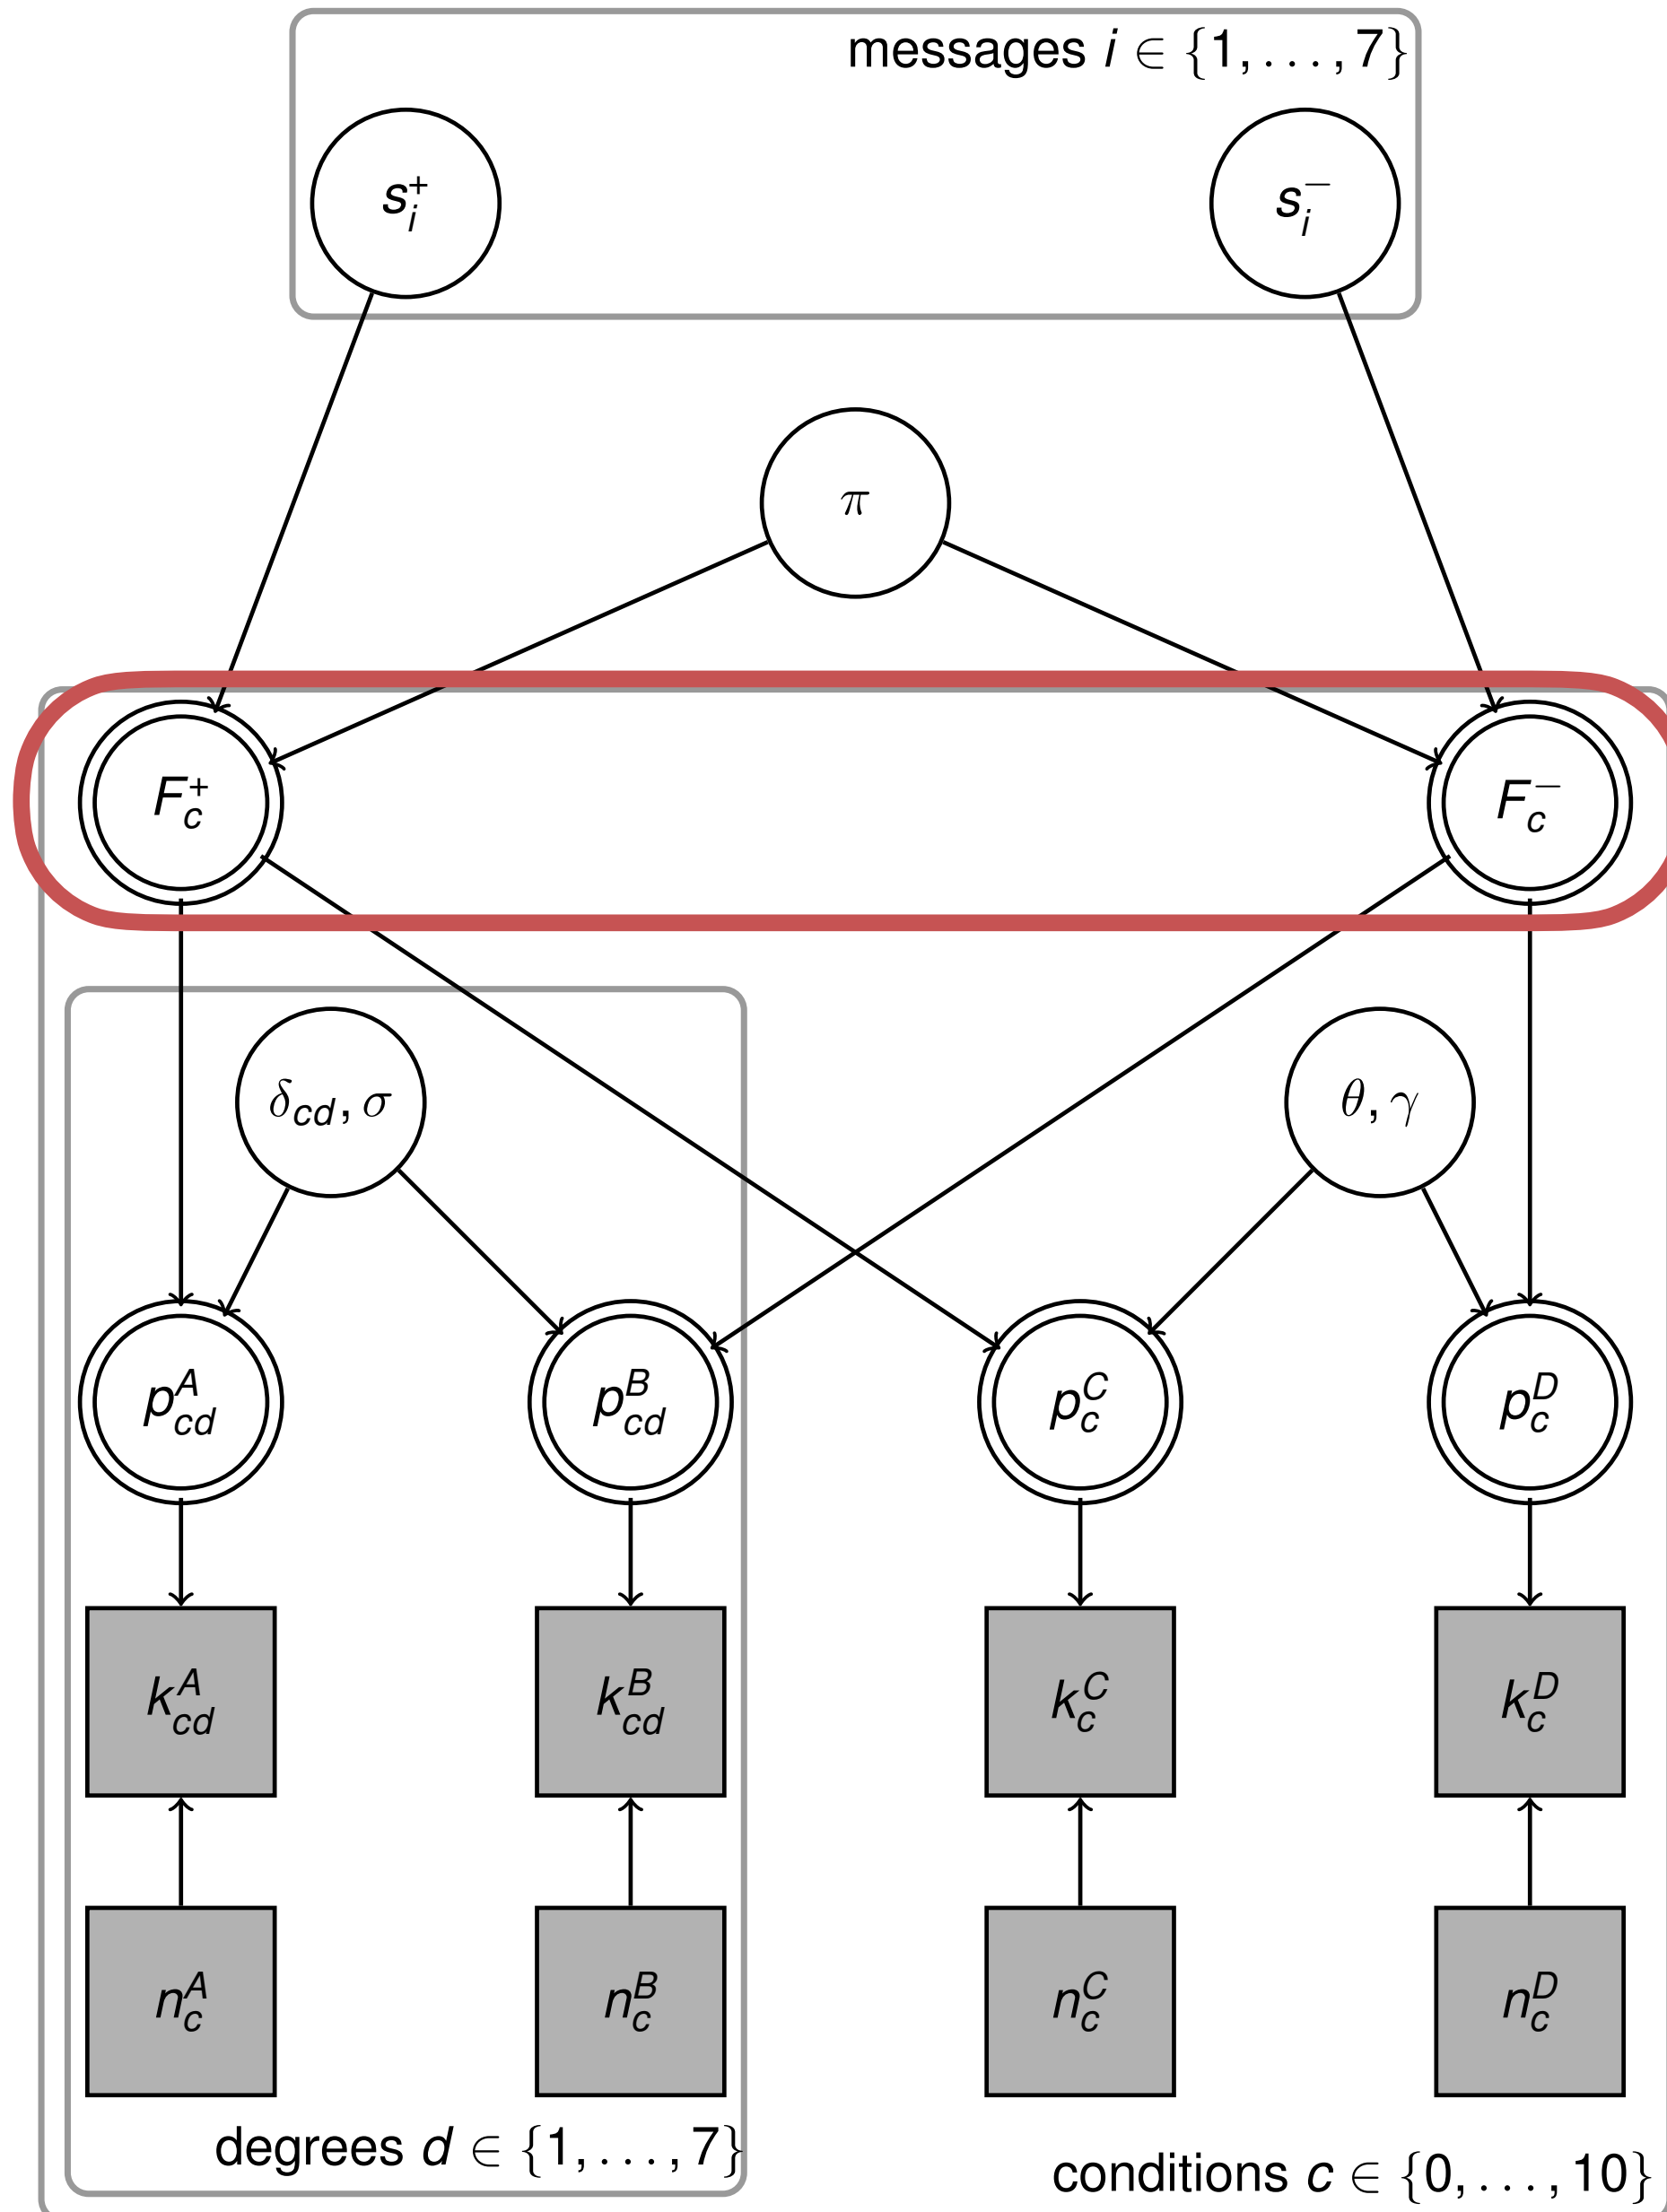 messages i ∈ {1, . . . , 7}
s_i^+ s_i^−
π
F_c^+ F_c^−
δ_cd, σ θ, γ
p_cd^A p_cd^B p_c^C p_c^D
k_cd^A k_cd^B k_c^C k_c^D
n_c^A n_c^B n_c^C n_c^D
degrees d ∈ {1, . . . , 7}
conditions c ∈ {0, . . . , 10}